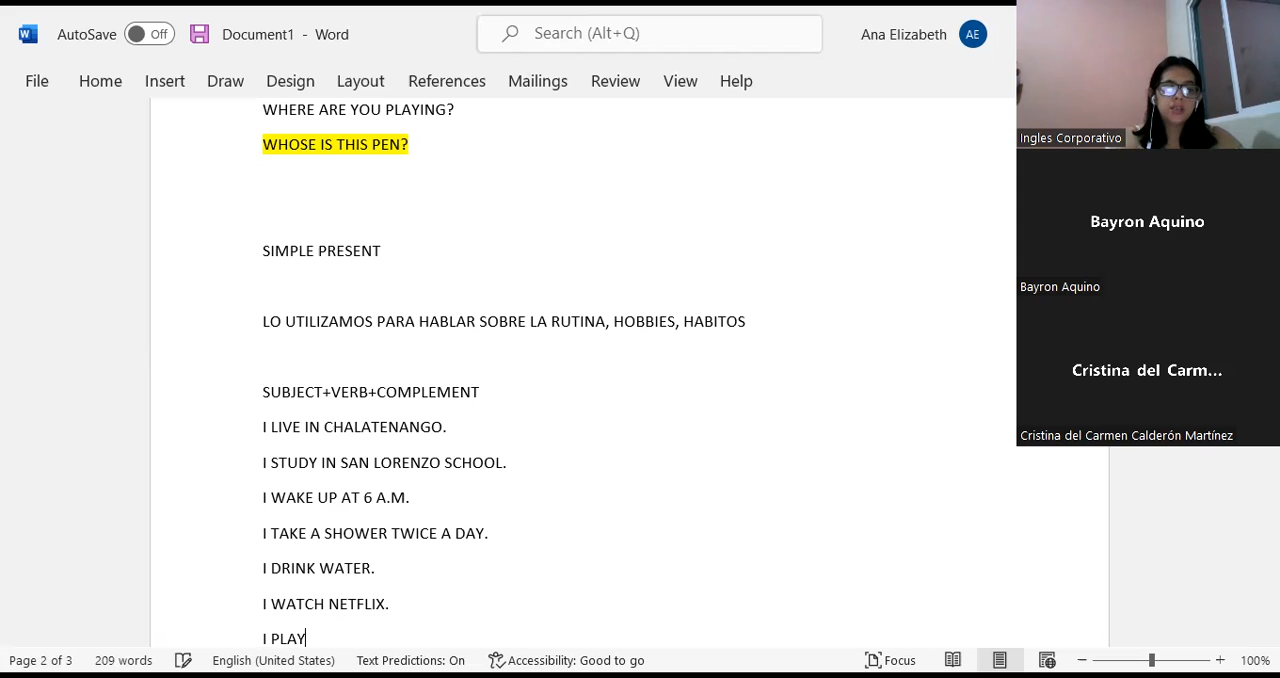 AutoSave Off Document1 - Word Search (Alt+Q) Ana Elizabeth AE
File Home Insert Draw Design Layout References Mailings Review View Help
WHERE ARE YOU PLAYING?
WHOSE IS THIS PEN?
SIMPLE PRESENT
LO UTILIZAMOS PARA HABLAR SOBRE LA RUTINA, HOBBIES, HABITOS
SUBJECT+VERB+COMPLEMENT
I LIVE IN CHALATENANGO.
I STUDY IN SAN LORENZO SCHOOL.
I WAKE UP AT 6 A.M.
I TAKE A SHOWER TWICE A DAY.
I DRINK WATER.
I WATCH NETFLIX.
I PLAY
Ingles Corporativo
Bayron Aquino
Bayron Aquino
Cristina del Carm...
Cristina del Carmen Calderón Martínez
Page 2 of 3 209 words English (United States) Text Predictions: On Accessibility: Good to go Focus 100%